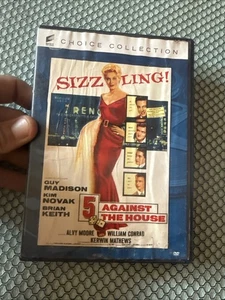 CHOICE COLLECTION
SIZZLING!
RENO
GUY
MADISON
KIM
NOVAK
BRIAN
KEITH
5 AGAINST
THE HOUSE
ALVY MOORE WILLIAM CONRAD
KERWIN MATHEWS